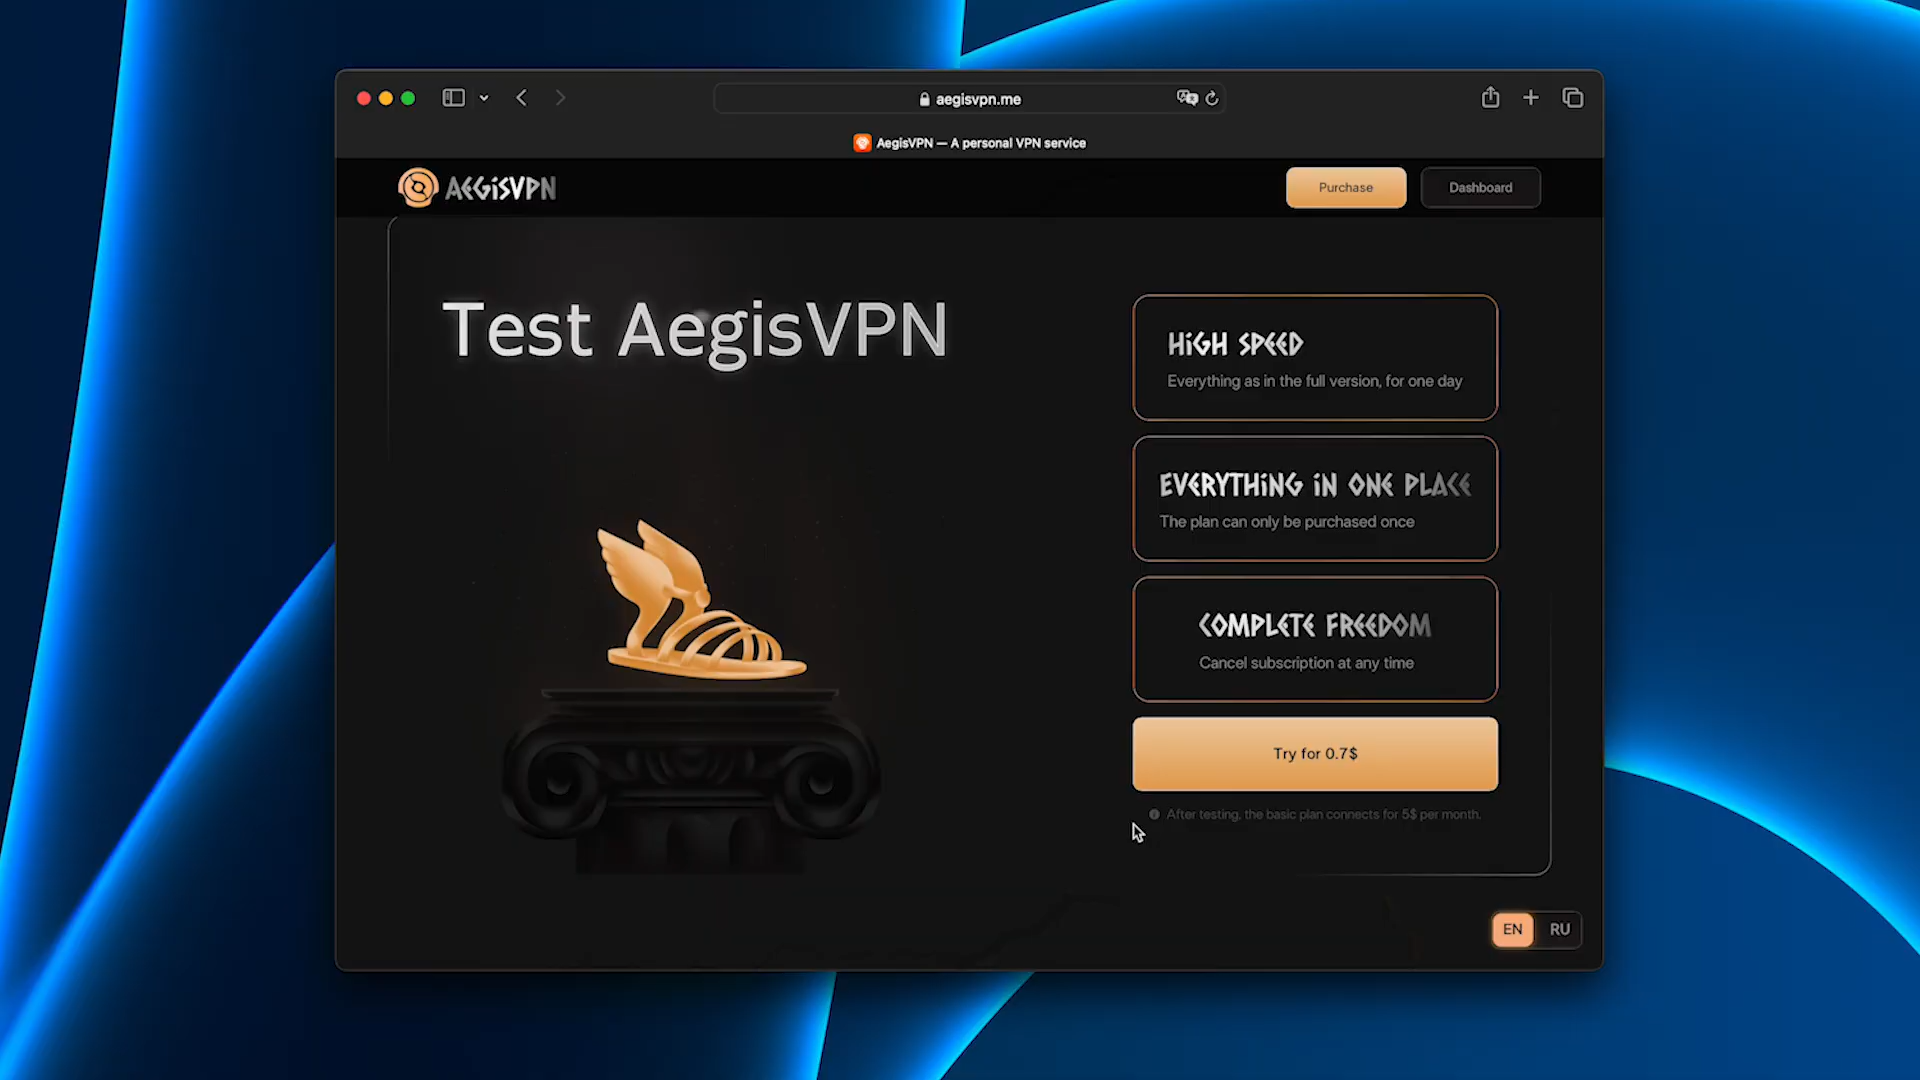 aegisvpn.me
AegisVPN — A personal VPN service
AEGiSVPN
Purchase
Dashboard
Test AegisVPN
HiGH SPEED
Everything as in the full version, for one day
EVERYTHiNG iN ONE PLACE
The plan can only be purchased once
COMPLETE FREEDOM
Cancel subscription at any time
Try for 0.7$
After testing, the basic plan connects for 5$ per month.
EN
RU